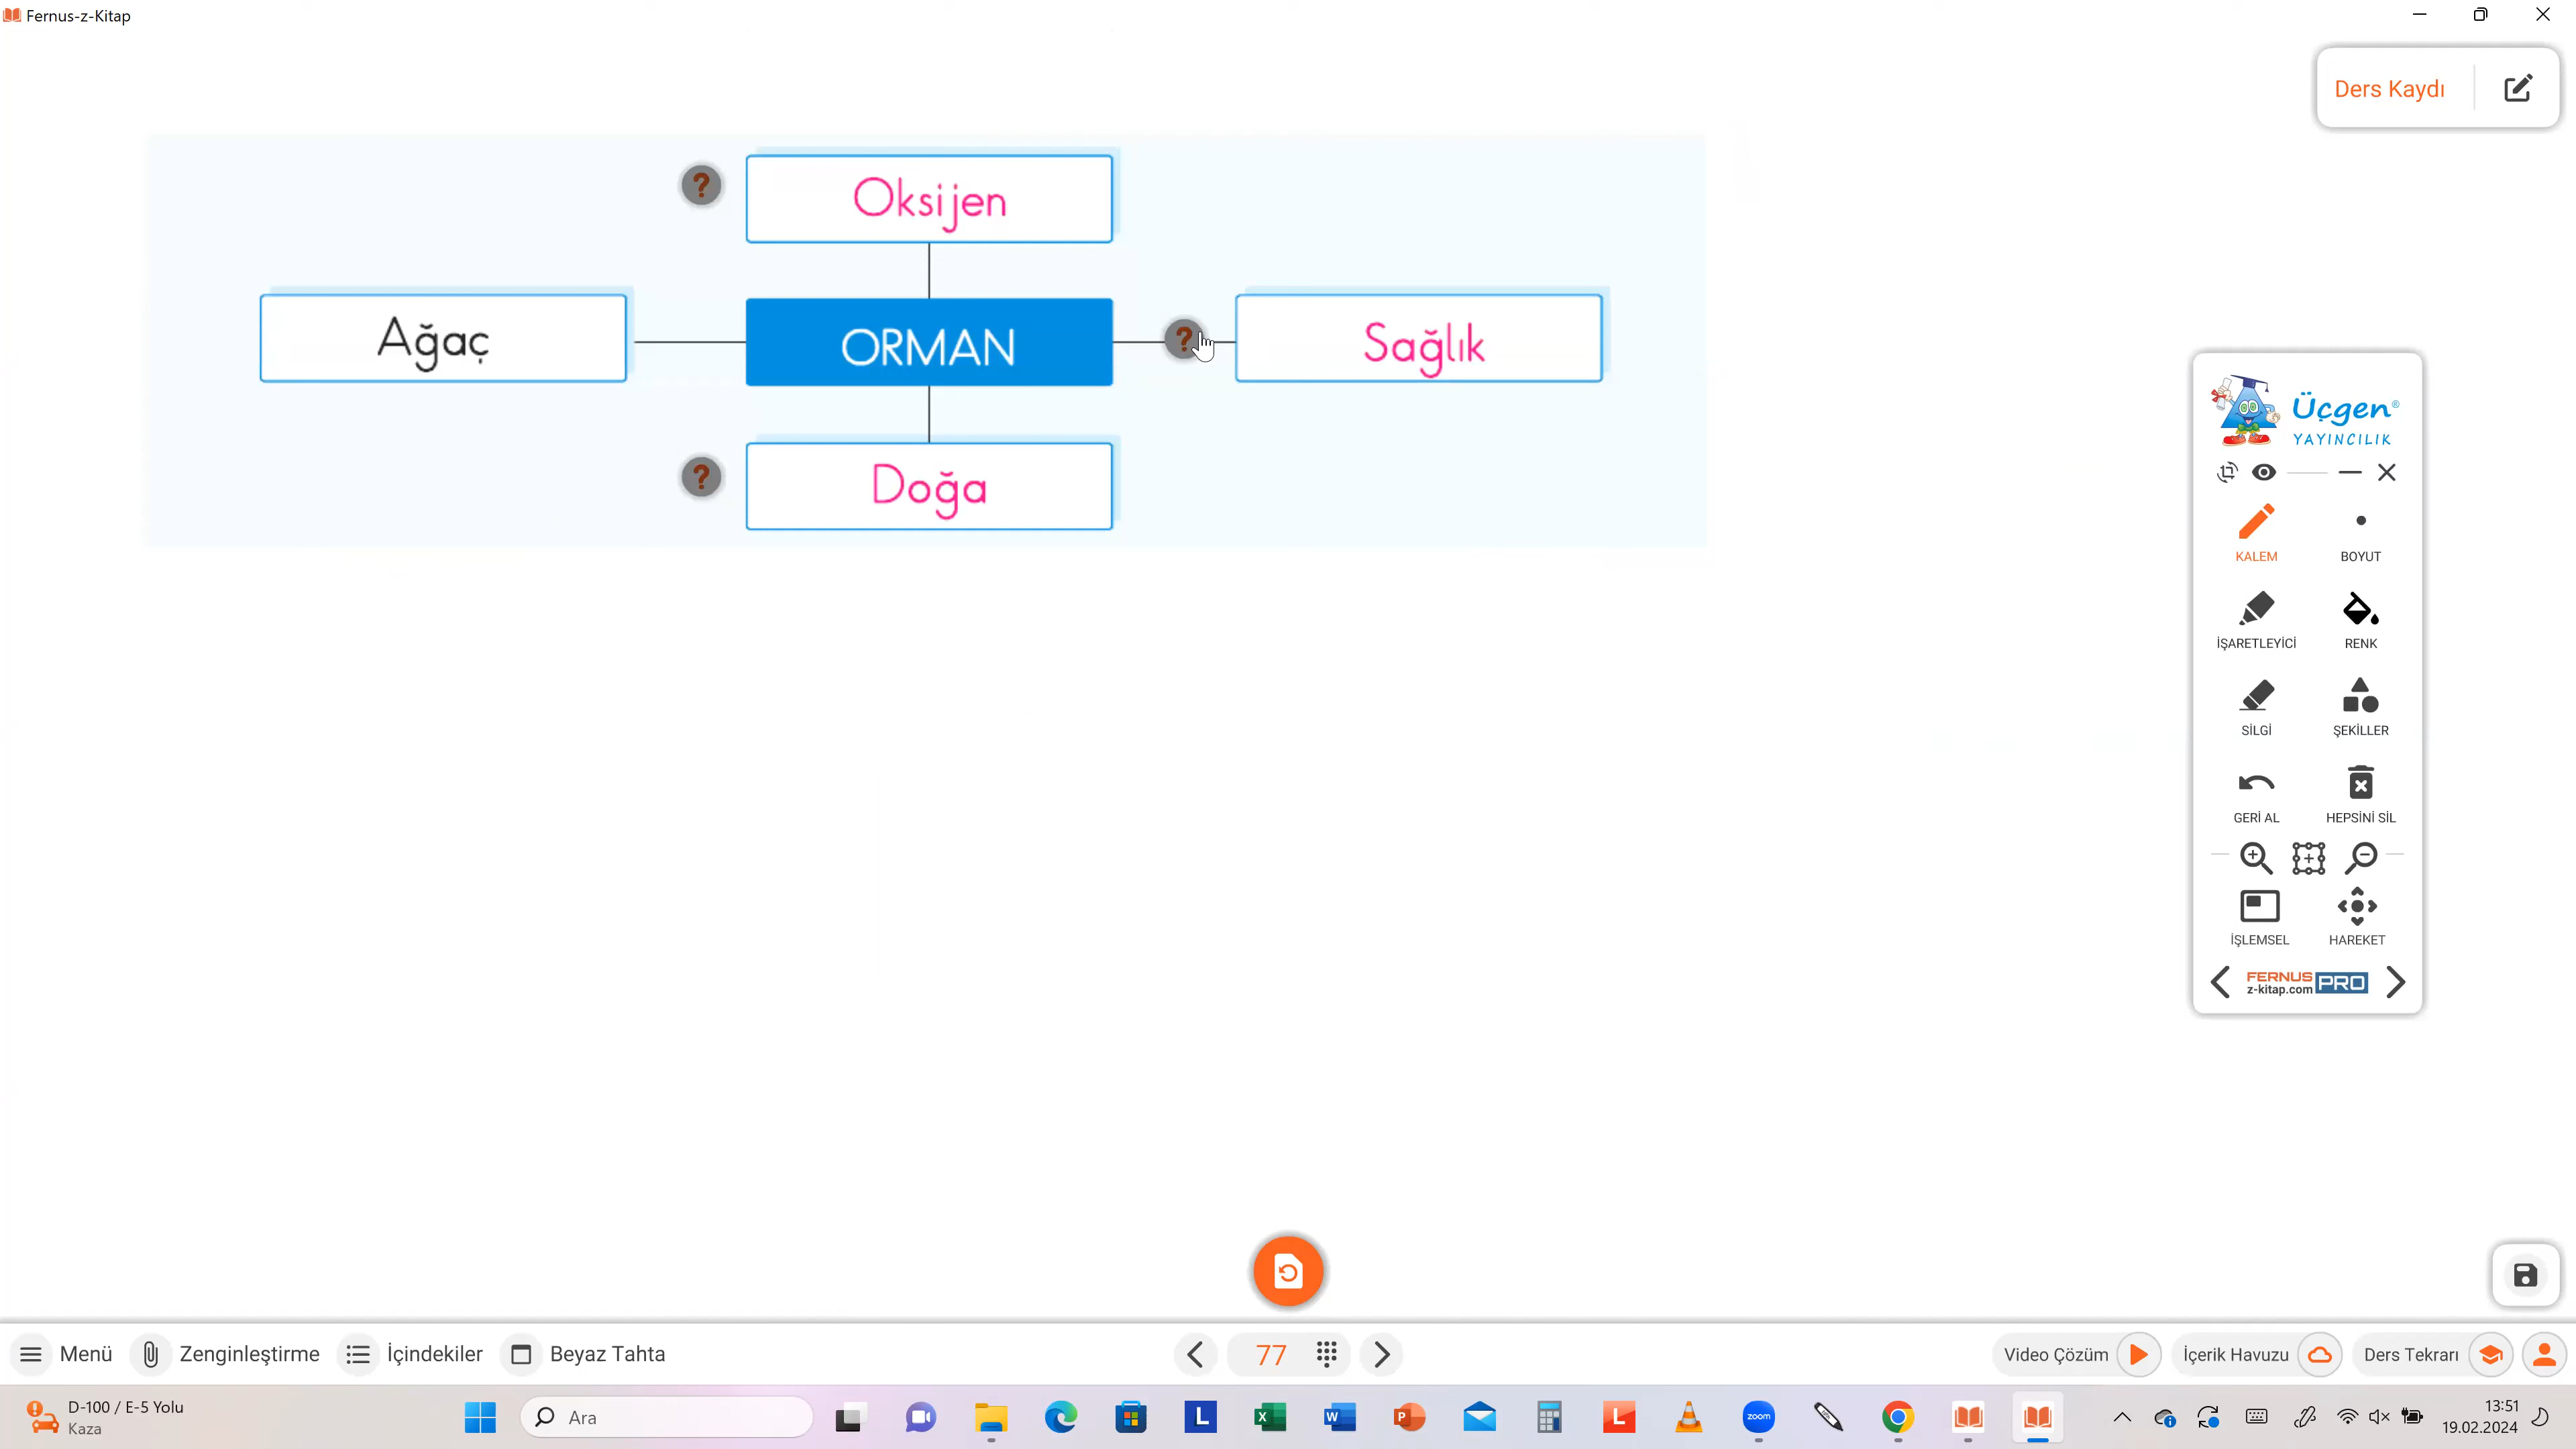 Fernus-z-Kitap
Ders Kaydı
?
Oksijen
Ağaç
ORMAN
?
Sağlık
?
Doğa
Üçgen®
YAYINCILIK
KALEM
BOYUT
İŞARETLEYİCİ
RENK
SİLGİ
ŞEKİLLER
GERİ AL
HEPSİNİ SİL
İŞLEMSEL
HAREKET
FERNUS
z-kitap.com PRO
Menü
Zenginleştirme
İçindekiler
Beyaz Tahta
77
Video Çözüm
İçerik Havuzu
Ders Tekrarı
D-100 / E-5 Yolu
Kaza
Ara
L
X
W
P
L
zoom
13:51
19.02.2024